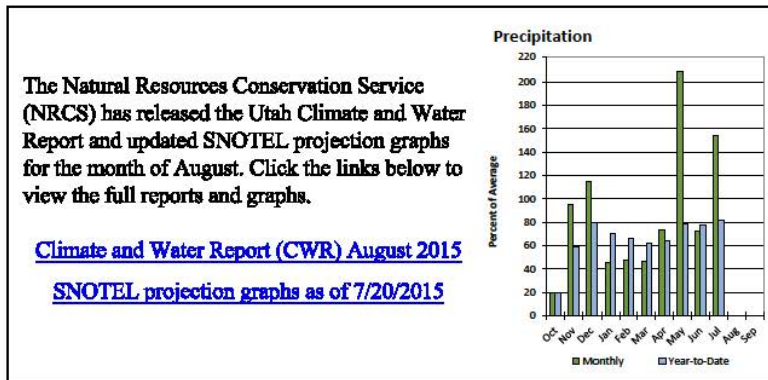 The Natural Resources Conservation Service
(NRCS) has released the Utah Climate and Water
Report and updated SNOTEL projection graphs
for the month of August. Click the links below to
view the full reports and graphs.
Climate and Water Report (CWR) August 2015
SNOTEL projection graphs as of 7/20/2015
Precipitation
Percent of Average
220
200
180
160
140
120
100
80
60
40
20
0
Oct Nov Dec Jan Feb Mar Apr May Jun Jul Aug Sep
Monthly Year-to-Date